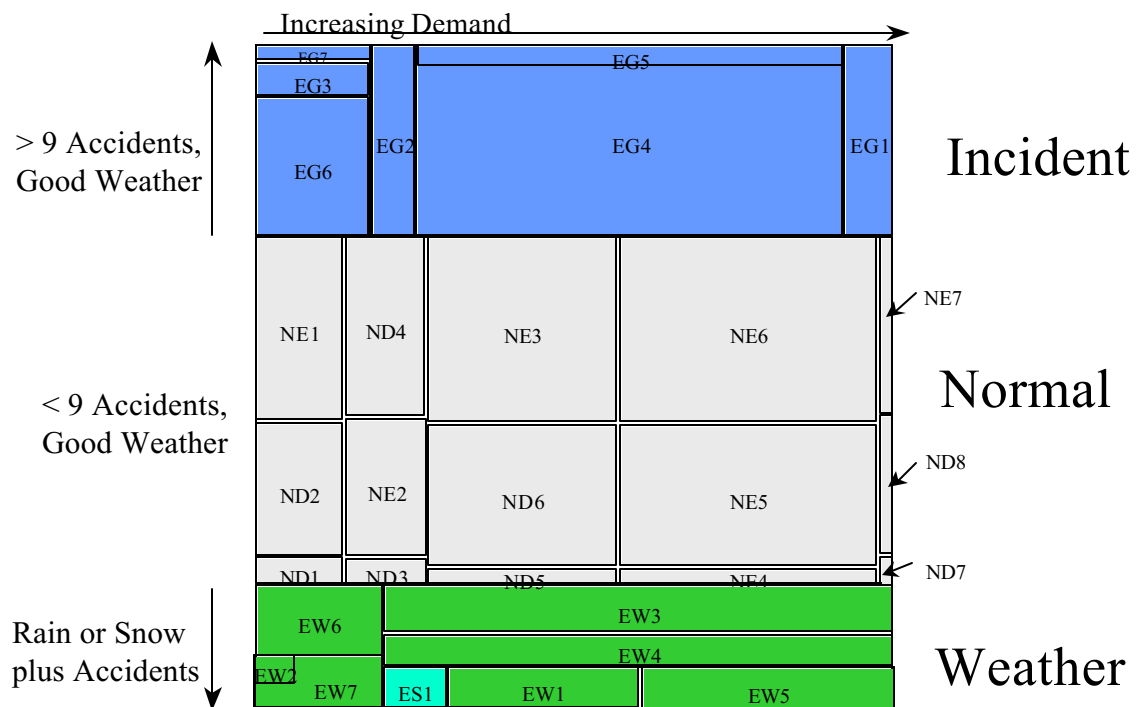 Increasing Demand
EG7
EG5
EG3
> 9 Accidents,
Good Weather
EG6
EG2
EG4
EG1
Incident
NE7
NE1
ND4
NE3
NE6
Normal
< 9 Accidents,
Good Weather
ND8
ND2
NE2
ND6
NE5
ND7
ND1
ND3
ND5
NE4
EW3
EW6
Rain or Snow
plus Accidents
EW4
Weather
EW2
EW7
ES1
EW1
EW5